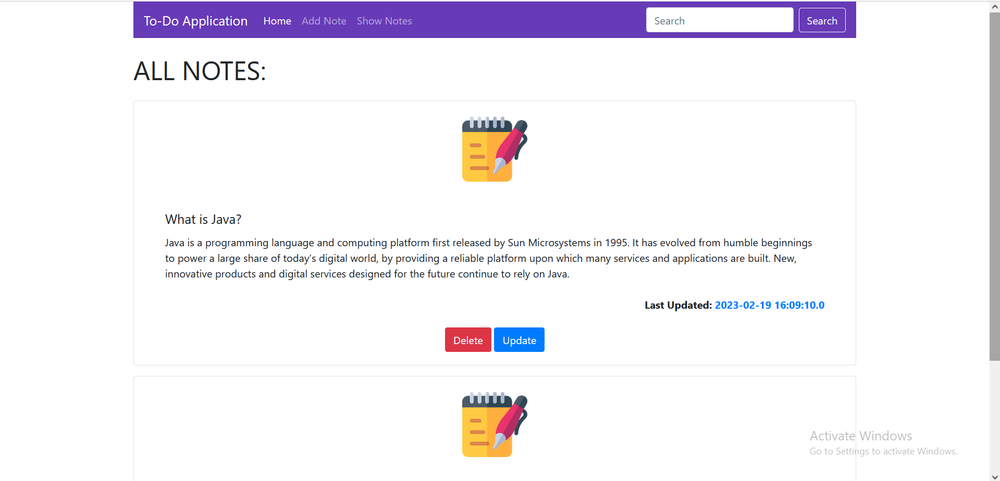 To-Do Application Home Add Note Show Notes Search Search
ALL NOTES:
What is Java?
Java is a programming language and computing platform first released by Sun Microsystems in 1995. It has evolved from humble beginnings
to power a large share of today’s digital world, by providing a reliable platform upon which many services and applications are built. New,
innovative products and digital services designed for the future continue to rely on Java.
Last Updated: 2023-02-19 16:09:10.0
Delete Update
Activate Windows
Go to Settings to activate Windows.